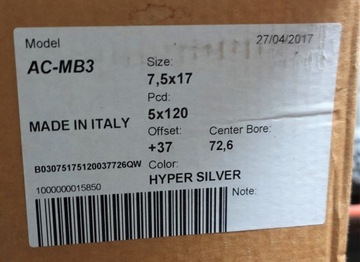 Model 27/04/2017
AC-MB3
Size:
7,5x17
Pcd:
5x120
MADE IN ITALY
Offset: Center Bore:
+37 72,6
B03075175120037726QW
Color:
HYPER SILVER
1000000015850
Note: